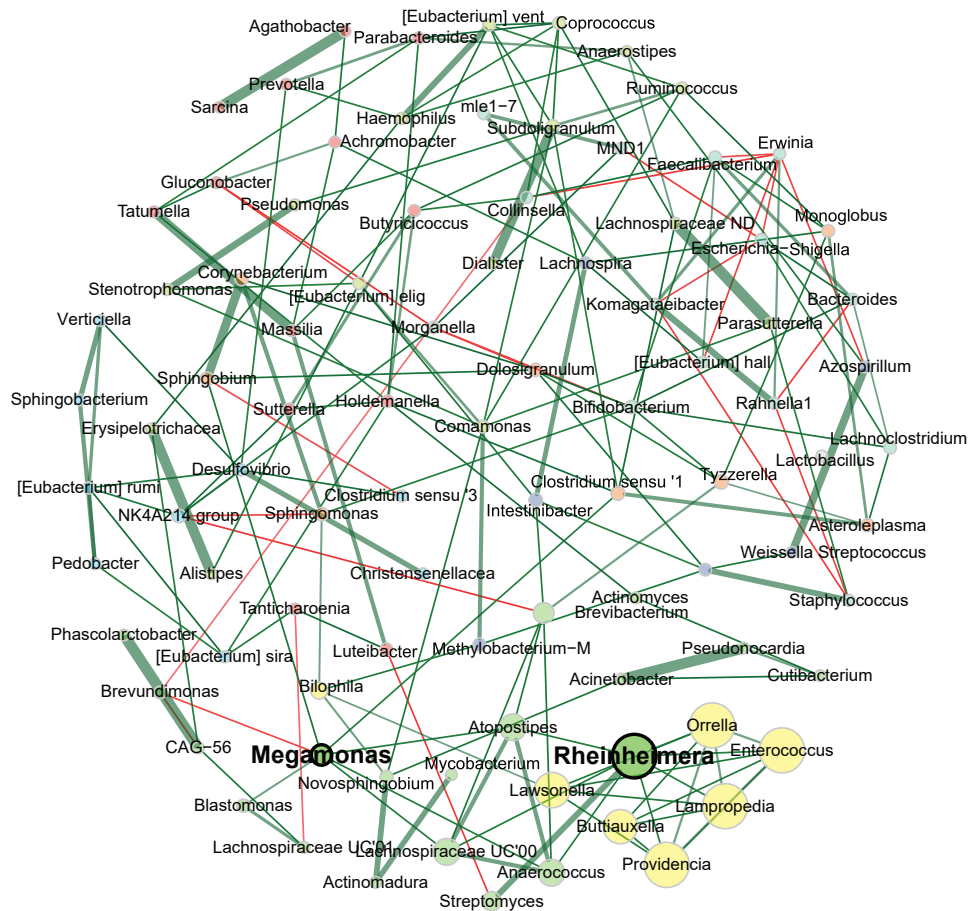 [Eubacterium] vent
Coprococcus
Agathobacter
Parabacteroides
Anaerostipes
Prevotella
Ruminococcus
Sarcina
mle1−7
Haemophilus
Subdoligranulum
Achromobacter
MND1
Erwinia
Faecalibacterium
Gluconobacter
Tatumella
Pseudomonas
Butyricicoccus
Collinsella
Lachnospiraceae ND
Monoglobus
Escherichia−Shigella
Corynebacterium
Dialister
Lachnospira
Stenotrophomonas
[Eubacterium] elig
Komagataeibacter
Bacteroides
Verticiella
Massilia
Morganella
Parasutterella
[Eubacterium] hall
Azospirillum
Sphingobium
Dolosigranulum
Sphingobacterium
Sutterella
Holdemanella
Bifidobacterium
Rahnella1
Erysipelotrichacea
Comamonas
Lachnoclostridium
Lactobacillus
Desulfovibrio
Tyzzerella
Clostridium sensu '1
[Eubacterium] rumi
Clostridium sensu '3
NK4A214 group
Sphingomonas
Intestinibacter
Asteroleplasma
Weissella
Streptococcus
Pedobacter
Alistipes
Christensenellacea
Actinomyces
Staphylococcus
Tanticharoenia
Brevibacterium
Phascolarctobacter
[Eubacterium] sira
Luteibacter
Methylobacterium−M
Pseudonocardia
Acinetobacter
Cutibacterium
Brevundimonas
Bilophila
Atopostipes
Orrella
CAG−56
Megamonas
Rheinheimera
Enterococcus
Mycobacterium
Novosphingobium
Lawsonella
Blastomonas
Lampropedia
Buttiauxella
Lachnospiraceae UC'01
Lachnospiraceae UC'00
Providencia
Actinomadura
Anaerococcus
Streptomyces